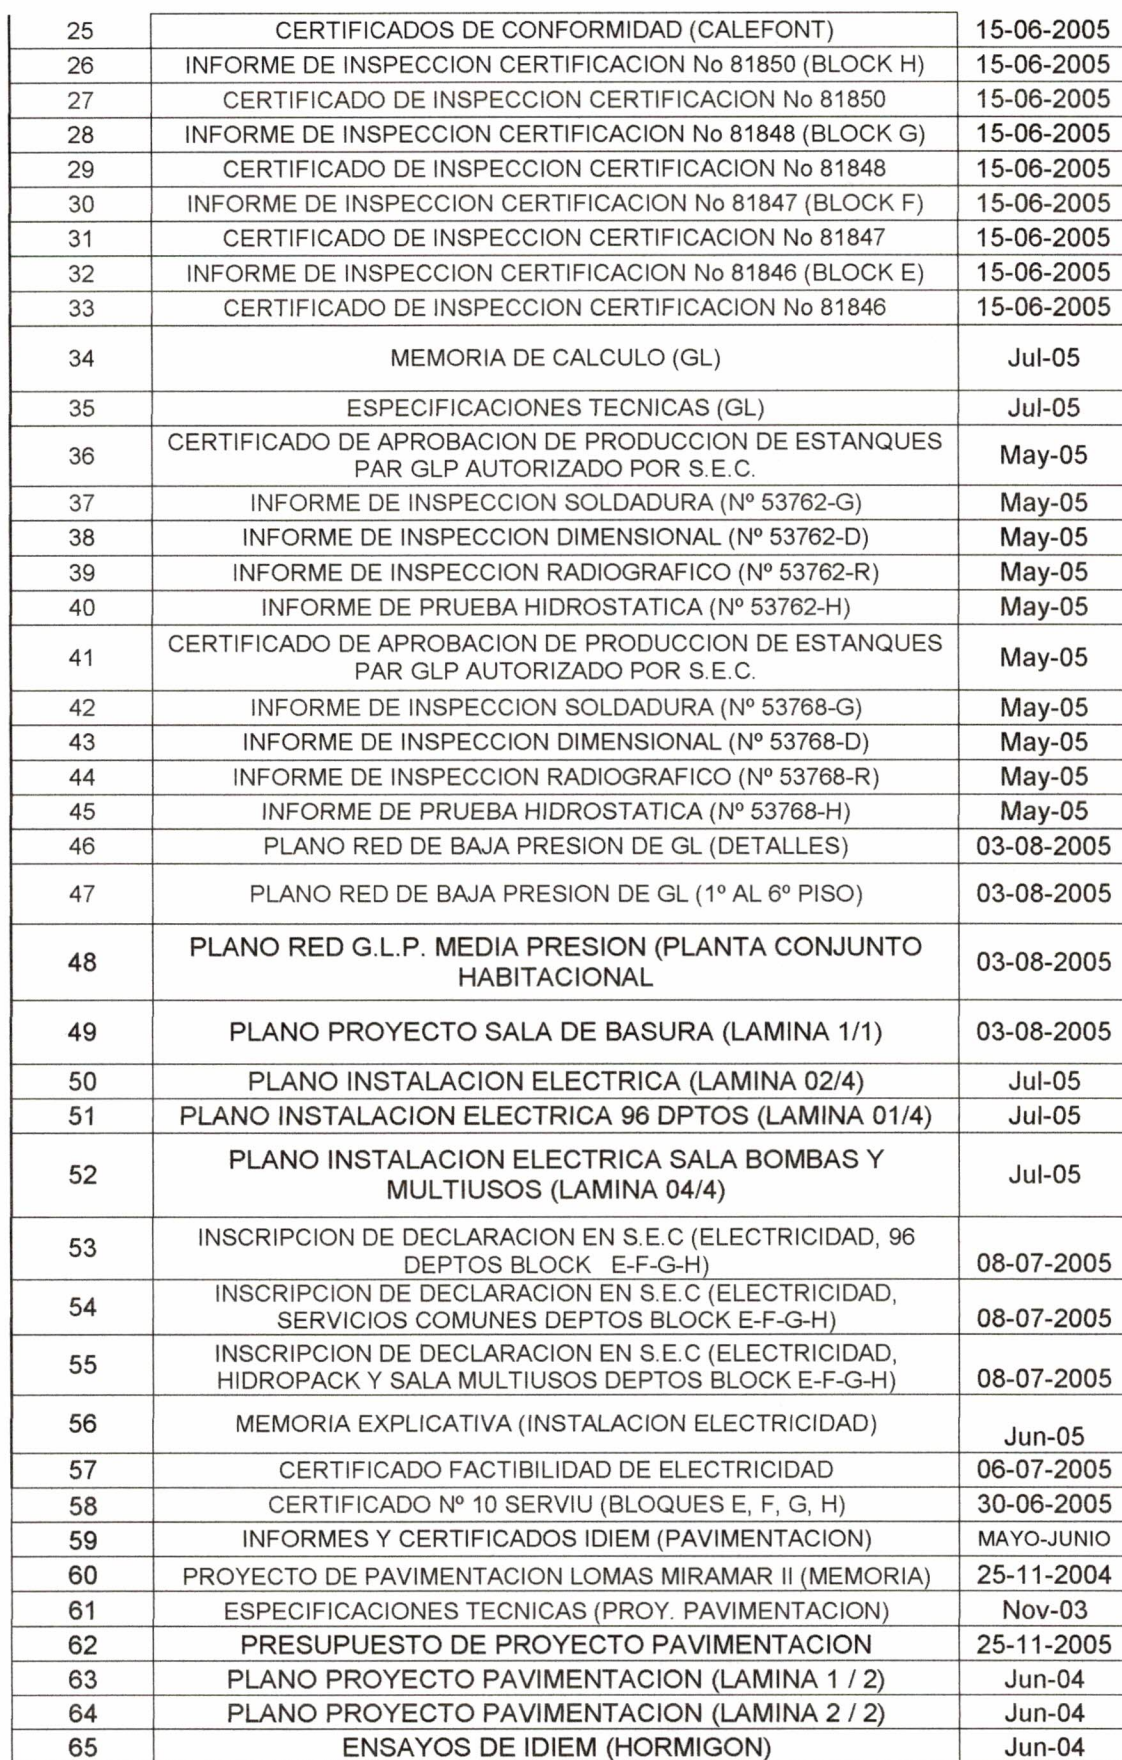 25 CERTIFICADOS DE CONFORMIDAD (CALEFONT) 15-06-2005
26 INFORME DE INSPECCION CERTIFICACION No 81850 (BLOCK H) 15-06-2005
27 CERTIFICADO DE INSPECCION CERTIFICACION No 81850 15-06-2005
28 INFORME DE INSPECCION CERTIFICACION No 81848 (BLOCK G) 15-06-2005
29 CERTIFICADO DE INSPECCION CERTIFICACION No 81848 15-06-2005
30 INFORME DE INSPECCION CERTIFICACION No 81847 (BLOCK F) 15-06-2005
31 CERTIFICADO DE INSPECCION CERTIFICACION No 81847 15-06-2005
32 INFORME DE INSPECCION CERTIFICACION No 81846 (BLOCK E) 15-06-2005
33 CERTIFICADO DE INSPECCION CERTIFICACION No 81846 15-06-2005
34 MEMORIA DE CALCULO (GL) Jul-05
35 ESPECIFICACIONES TECNICAS (GL) Jul-05
36 CERTIFICADO DE APROBACION DE PRODUCCION DE ESTANQUES
PAR GLP AUTORIZADO POR S.E.C. May-05
37 INFORME DE INSPECCION SOLDADURA (Nº 53762-G) May-05
38 INFORME DE INSPECCION DIMENSIONAL (Nº 53762-D) May-05
39 INFORME DE INSPECCION RADIOGRAFICO (Nº 53762-R) May-05
40 INFORME DE PRUEBA HIDROSTATICA (Nº 53762-H) May-05
41 CERTIFICADO DE APROBACION DE PRODUCCION DE ESTANQUES
PAR GLP AUTORIZADO POR S.E.C. May-05
42 INFORME DE INSPECCION SOLDADURA (Nº 53768-G) May-05
43 INFORME DE INSPECCION DIMENSIONAL (Nº 53768-D) May-05
44 INFORME DE INSPECCION RADIOGRAFICO (Nº 53768-R) May-05
45 INFORME DE PRUEBA HIDROSTATICA (Nº 53768-H) May-05
46 PLANO RED DE BAJA PRESION DE GL (DETALLES) 03-08-2005
47 PLANO RED DE BAJA PRESION DE GL (1º AL 6º PISO) 03-08-2005
48 PLANO RED G.L.P. MEDIA PRESION (PLANTA CONJUNTO
HABITACIONAL 03-08-2005
49 PLANO PROYECTO SALA DE BASURA (LAMINA 1/1) 03-08-2005
50 PLANO INSTALACION ELECTRICA (LAMINA 02/4) Jul-05
51 PLANO INSTALACION ELECTRICA 96 DPTOS (LAMINA 01/4) Jul-05
52 PLANO INSTALACION ELECTRICA SALA BOMBAS Y
MULTIUSOS (LAMINA 04/4) Jul-05
53 INSCRIPCION DE DECLARACION EN S.E.C (ELECTRICIDAD, 96
DEPTOS BLOCK E-F-G-H) 08-07-2005
54 INSCRIPCION DE DECLARACION EN S.E.C (ELECTRICIDAD,
SERVICIOS COMUNES DEPTOS BLOCK E-F-G-H) 08-07-2005
55 INSCRIPCION DE DECLARACION EN S.E.C (ELECTRICIDAD,
HIDROPACK Y SALA MULTIUSOS DEPTOS BLOCK E-F-G-H) 08-07-2005
56 MEMORIA EXPLICATIVA (INSTALACION ELECTRICIDAD) Jun-05
57 CERTIFICADO FACTIBILIDAD DE ELECTRICIDAD 06-07-2005
58 CERTIFICADO Nº 10 SERVIU (BLOQUES E, F, G, H) 30-06-2005
59 INFORMES Y CERTIFICADOS IDIEM (PAVIMENTACION) MAYO-JUNIO
60 PROYECTO DE PAVIMENTACION LOMAS MIRAMAR II (MEMORIA) 25-11-2004
61 ESPECIFICACIONES TECNICAS (PROY. PAVIMENTACION) Nov-03
62 PRESUPUESTO DE PROYECTO PAVIMENTACION 25-11-2005
63 PLANO PROYECTO PAVIMENTACION (LAMINA 1 / 2) Jun-04
64 PLANO PROYECTO PAVIMENTACION (LAMINA 2 / 2) Jun-04
65 ENSAYOS DE IDIEM (HORMIGON) Jun-04